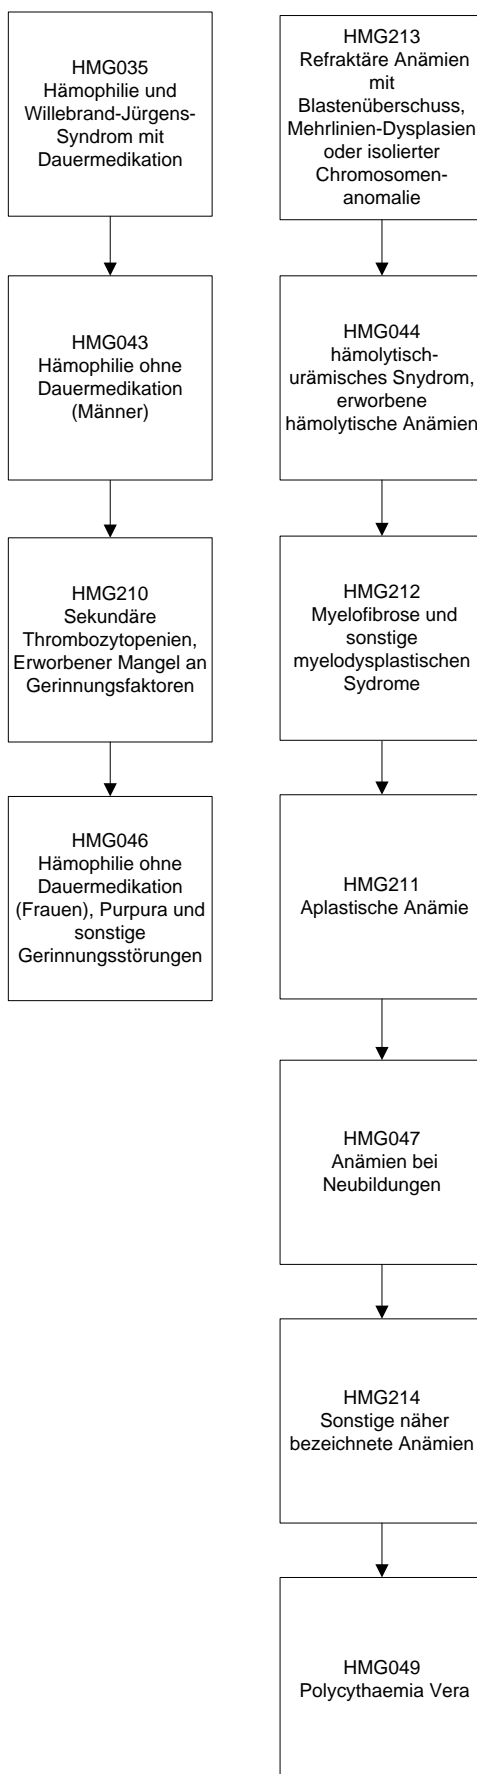 HMG035
Hämophilie und
Willebrand-Jürgens-
Syndrom mit
Dauermedikation
HMG043
Hämophilie ohne
Dauermedikation
(Männer)
HMG210
Sekundäre
Thrombozytopenien,
Erworbener Mangel an
Gerinnungsfaktoren
HMG046
Hämophilie ohne
Dauermedikation
(Frauen), Purpura und
sonstige
Gerinnungsstörungen
HMG213
Refraktäre Anämien
mit
Blastenüberschuss,
Mehrlinien-Dysplasien
oder isolierter
Chromosomen-
anomalie
HMG044
hämolytisch-
urämisches Snydrom,
erworbene
hämolytische Anämien
HMG212
Myelofibrose und
sonstige
myelodysplastischen
Sydrome
HMG211
Aplastische Anämie
HMG047
Anämien bei
Neubildungen
HMG214
Sonstige näher
bezeichnete Anämien
HMG049
Polycythaemia Vera